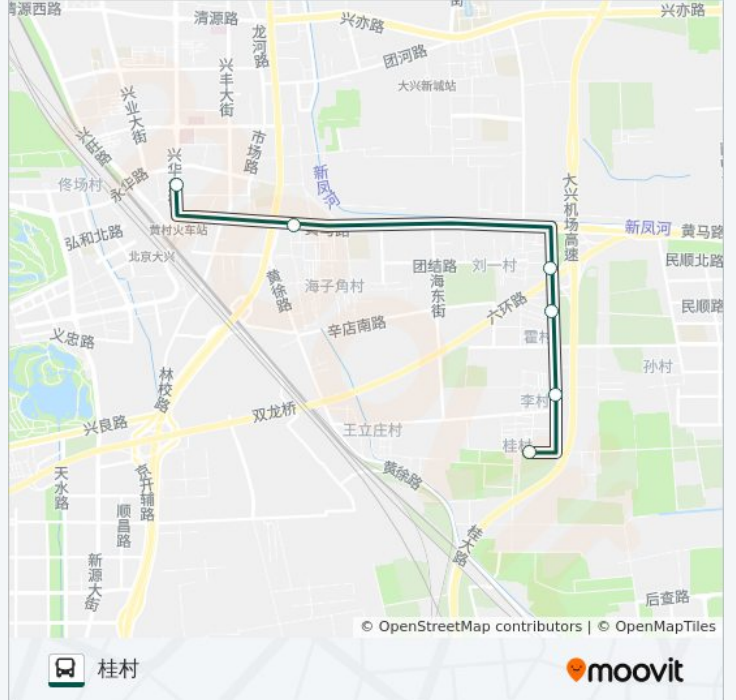 清源西路
清源路
龙河路
兴亦路
街
兴亦路
团河路
大兴新城站
兴丰大街
兴业大街
兴旺路
市场路
兴华
佟场村
永华路
新凤河
大兴机场高速
弘和北路
黄村火车站
黄马路
新凤河
黄马路
北京大兴
民顺北路
团结路
刘一村
黄徐路
海子角村
海东街
六环路
民顺路
义忠路
辛店南路
霍村
孙村
林校路
李村
兴良路
双龙桥
王立庄村
桂村
黄徐路
天水路
京开辅路
顺昌路
桂大路
新源大街
后查路
© OpenStreetMap contributors | © OpenMapTiles
桂村
moovit